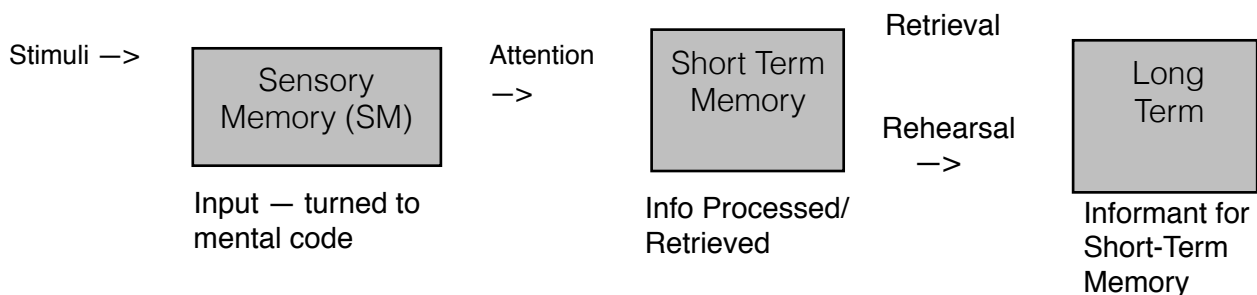 Stimuli —>
Sensory
Memory (SM)
Input — turned to
mental code
Attention
—>
Short Term
Memory
Info Processed/
Retrieved
Retrieval
Rehearsal
—>
Long
Term
Informant for
Short-Term
Memory